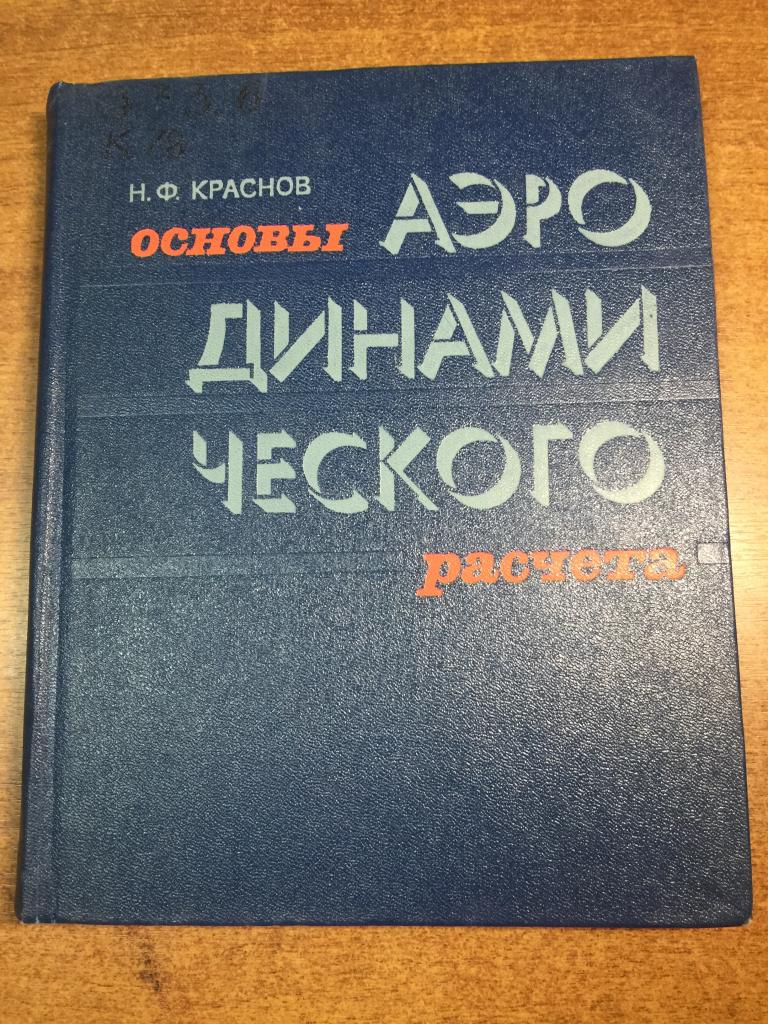 Н. Ф. КРАСНОВ
основы АЭРО
ДИНАМИ
ЧЕСКОГО
расчета